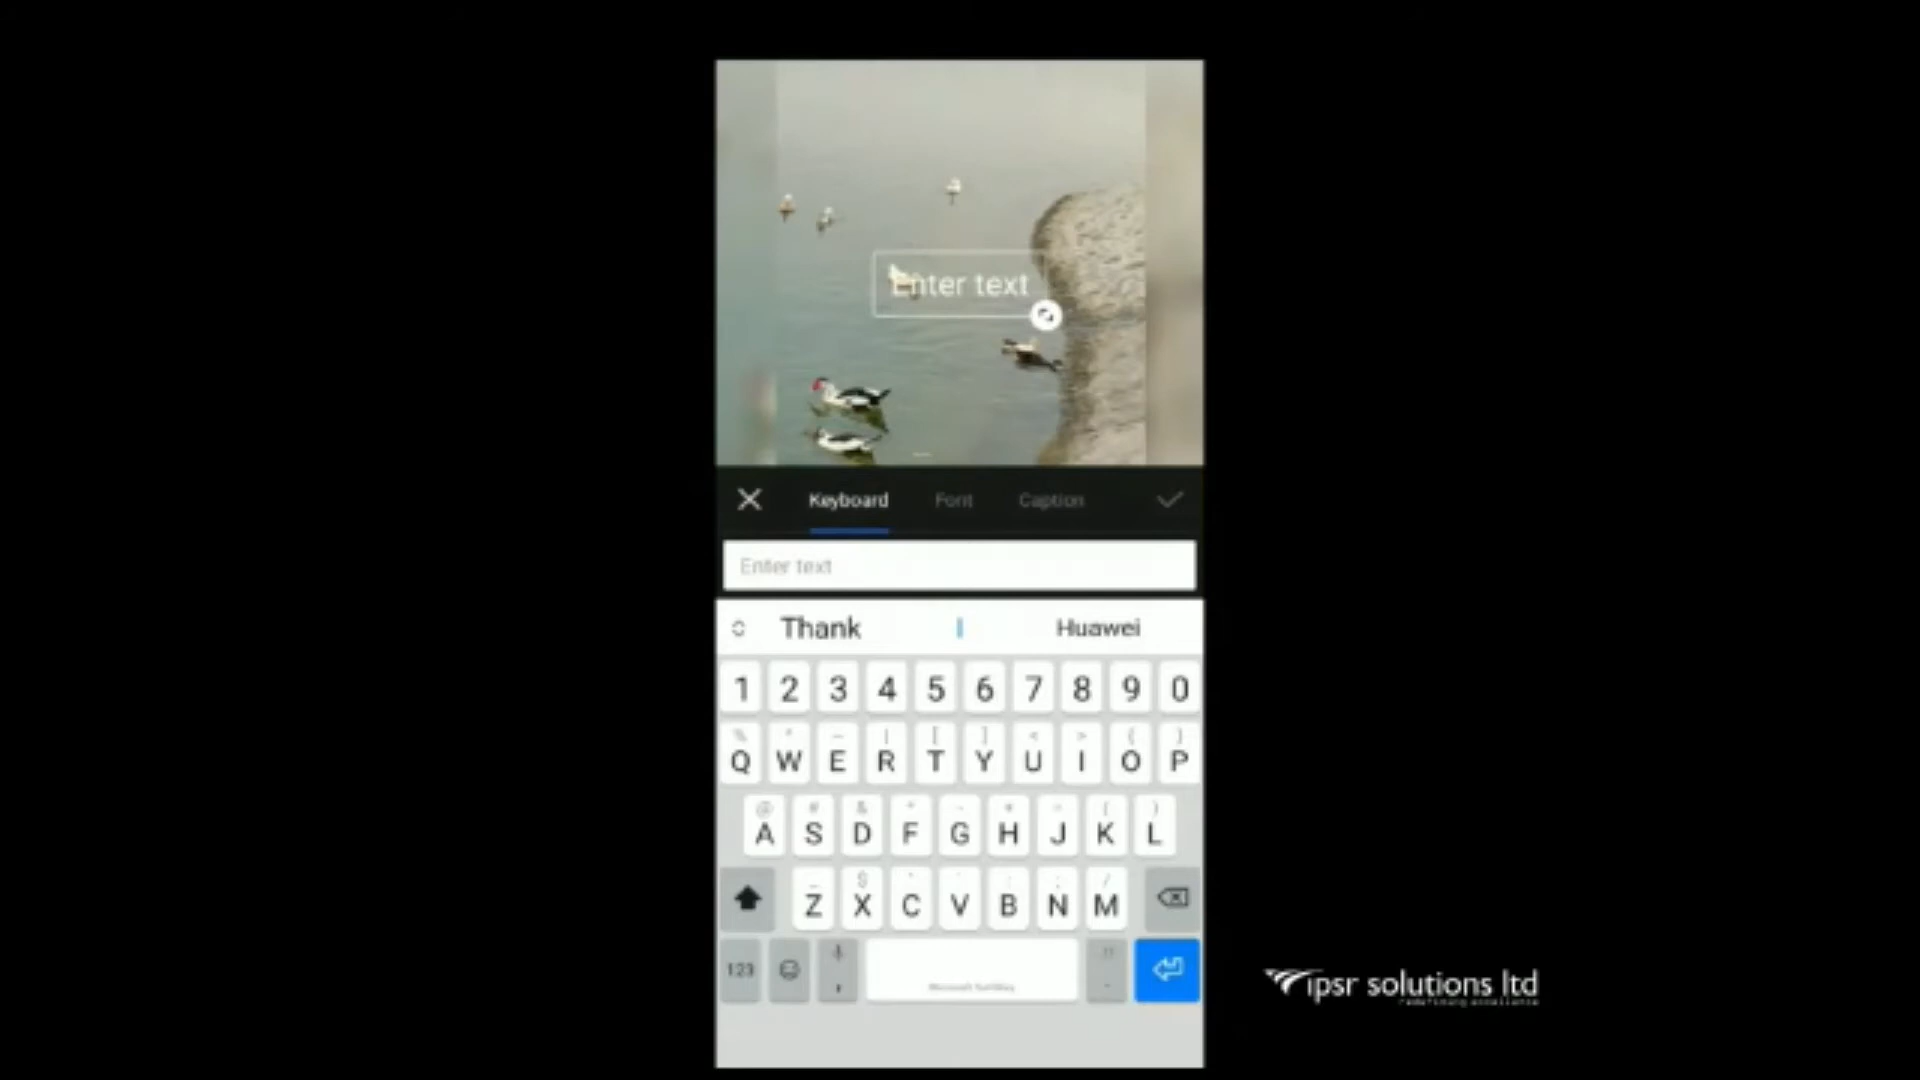 Enter text
Keyboard Font Caption
Enter text
Thank Huawei
1 2 3 4 5 6 7 8 9 0
Q W E R T Y U I O P
A S D F G H J K L
Z X C V B N M
123
ipsr solutions ltd